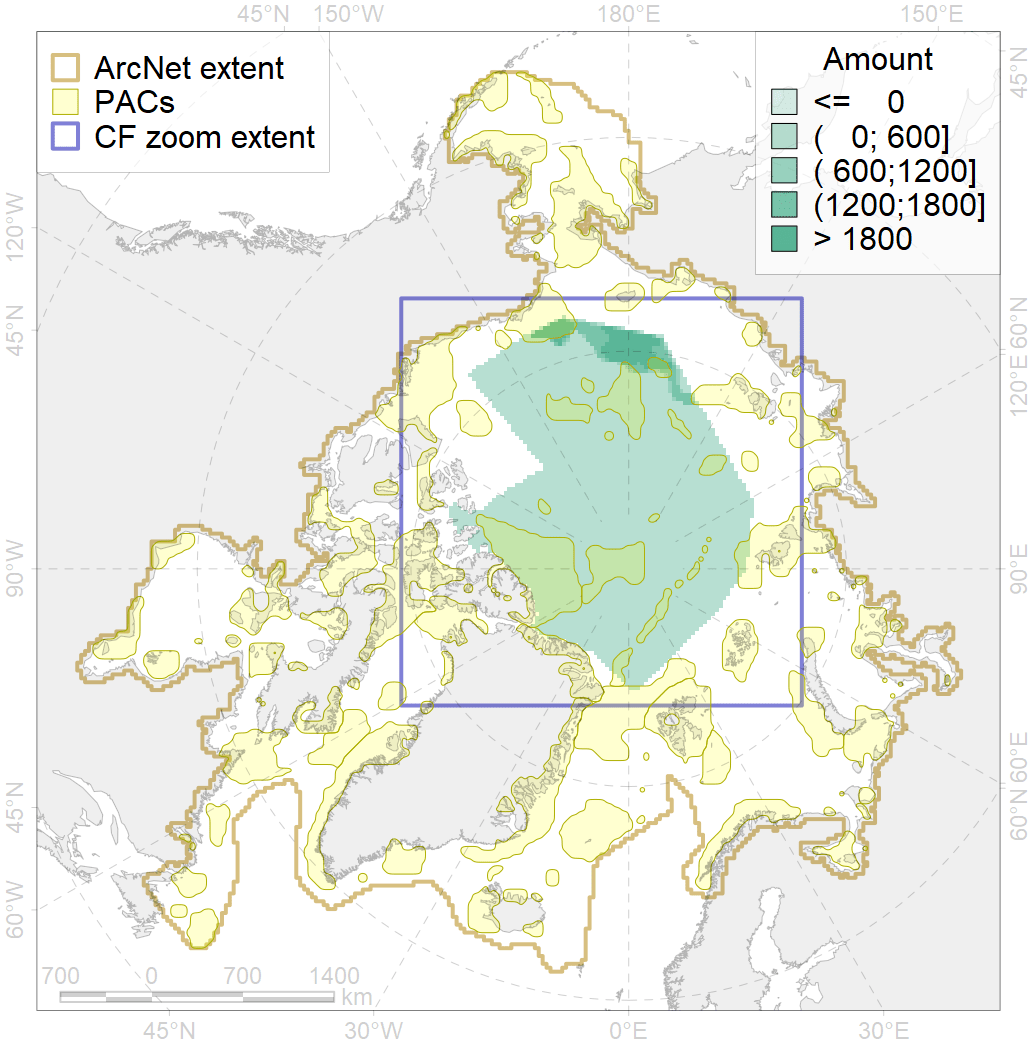 45°N 150°W 180°E 150°E
ArcNet extent
PACs
CF zoom extent
Amount
<= 0
( 0; 600]
( 600;1200]
(1200;1800]
> 1800
45°N
120°W
60°N
45°N
120°E
90°W
90°E
60°E
45°N
60°N
60°W
700 0 700 1400
km
45°N 30°W 0°E 30°E